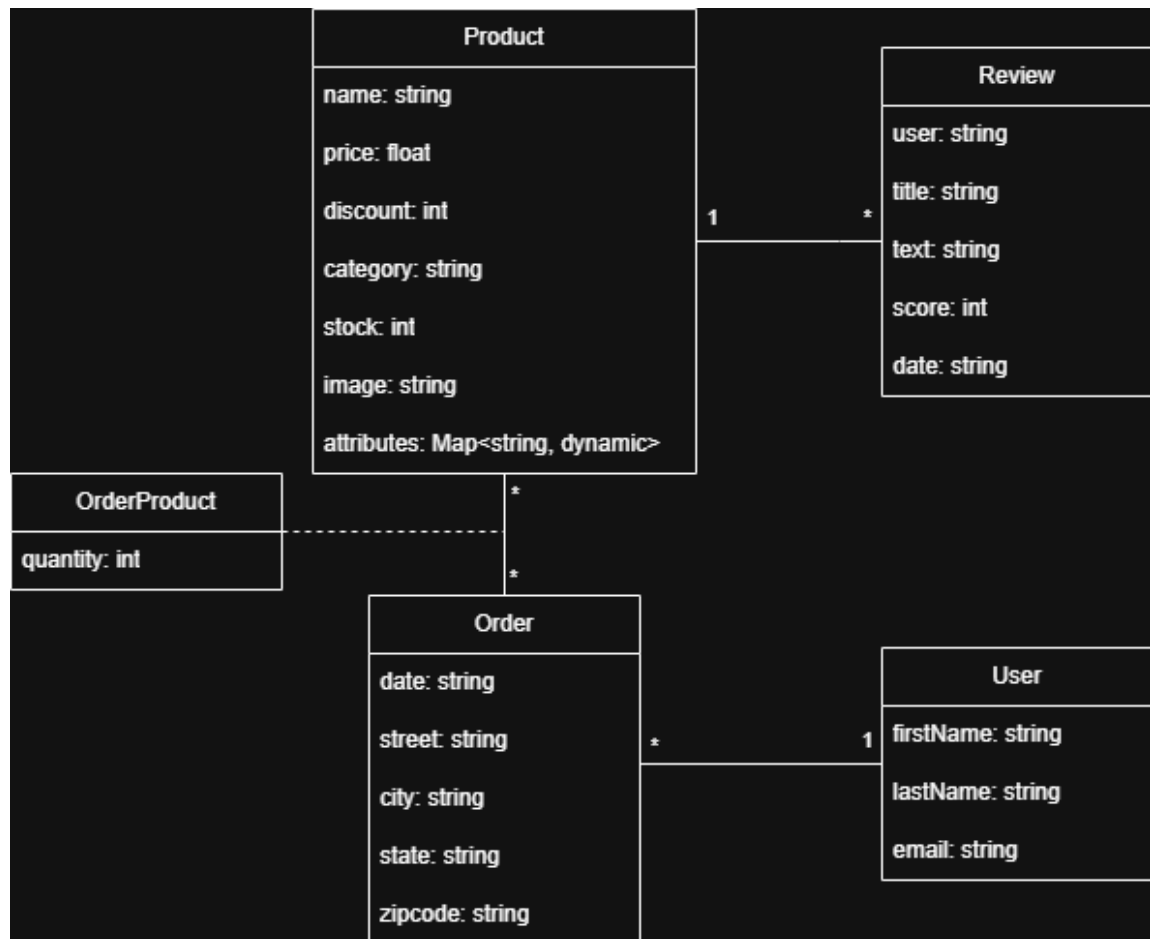 Product
name: string
price: float
discount: int
category: string
stock: int
image: string
attributes: Map<string, dynamic>
1
*
Review
user: string
title: string
text: string
score: int
date: string
OrderProduct
quantity: int
*
*
Order
date: string
street: string
city: string
state: string
zipcode: string
*
1
User
firstName: string
lastName: string
email: string